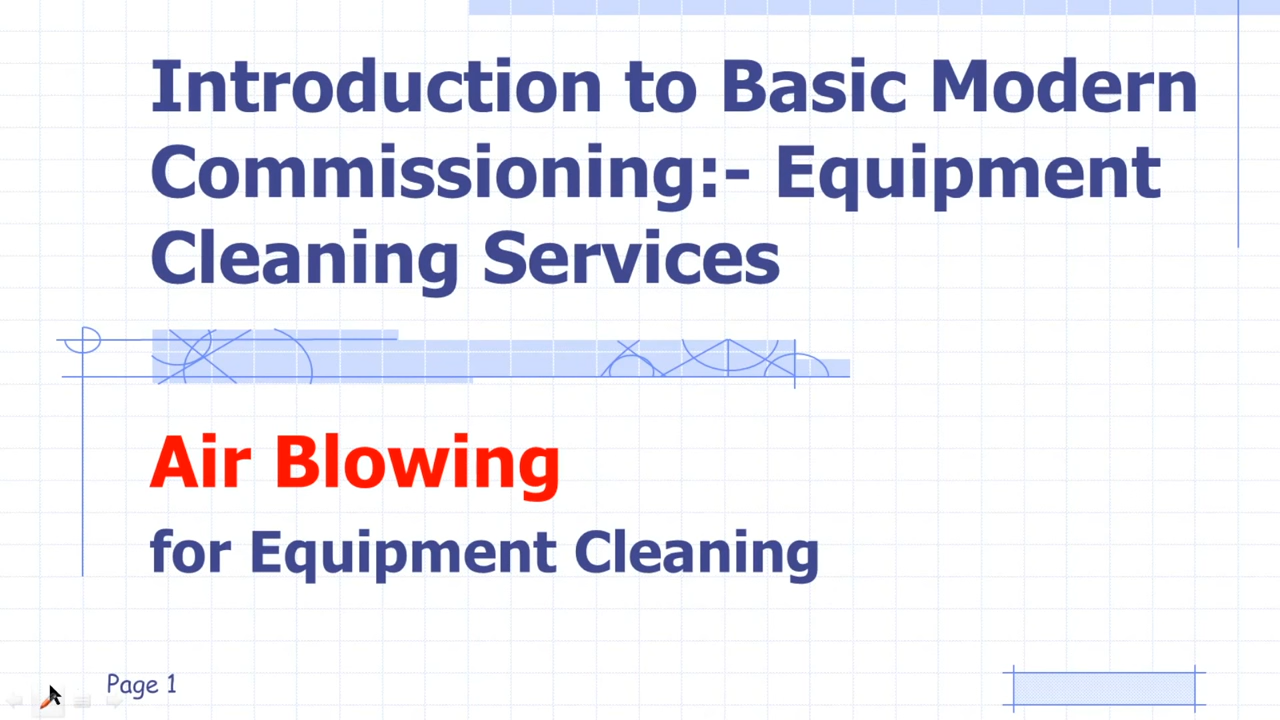 Introduction to Basic Modern
Commissioning:- Equipment
Cleaning Services
Air Blowing
for Equipment Cleaning
Page 1